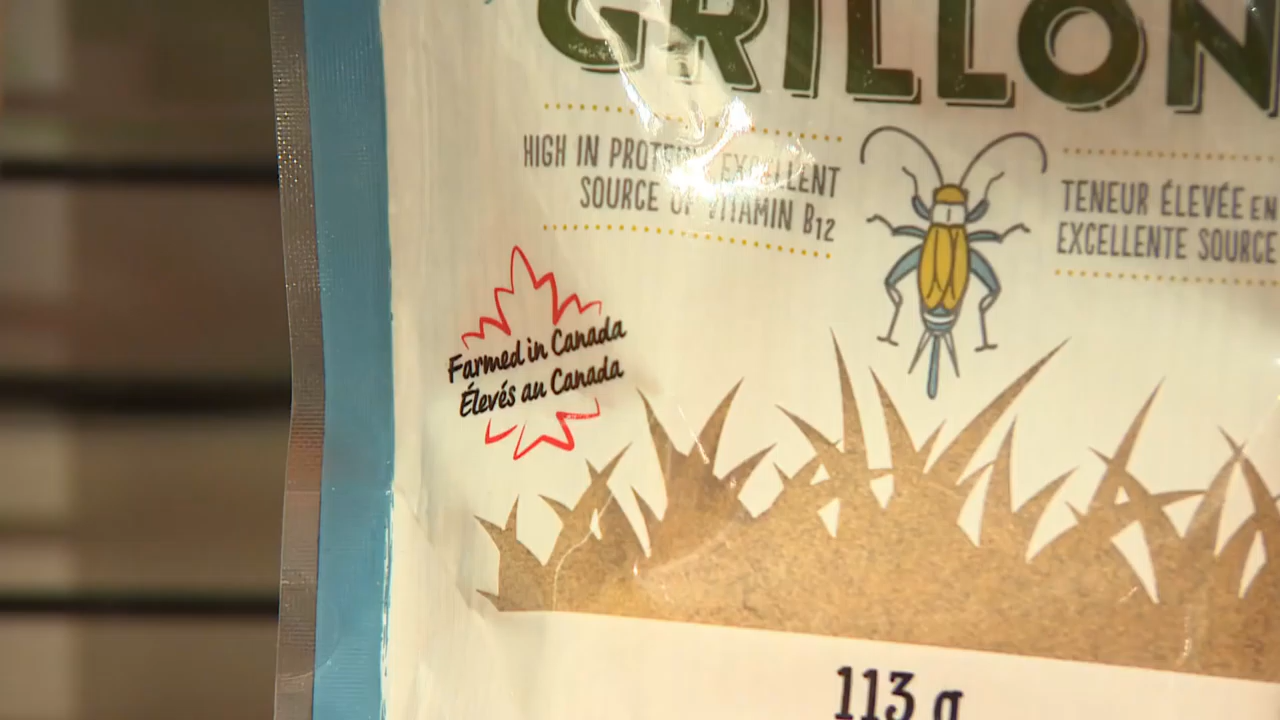 GRILLON
HIGH IN PROTEIN, EXCELLENT
SOURCE OF VITAMIN B12
TENEUR ÉLEVÉE EN
EXCELLENTE SOURCE
Farmed in Canada
Élevés au Canada
113 g